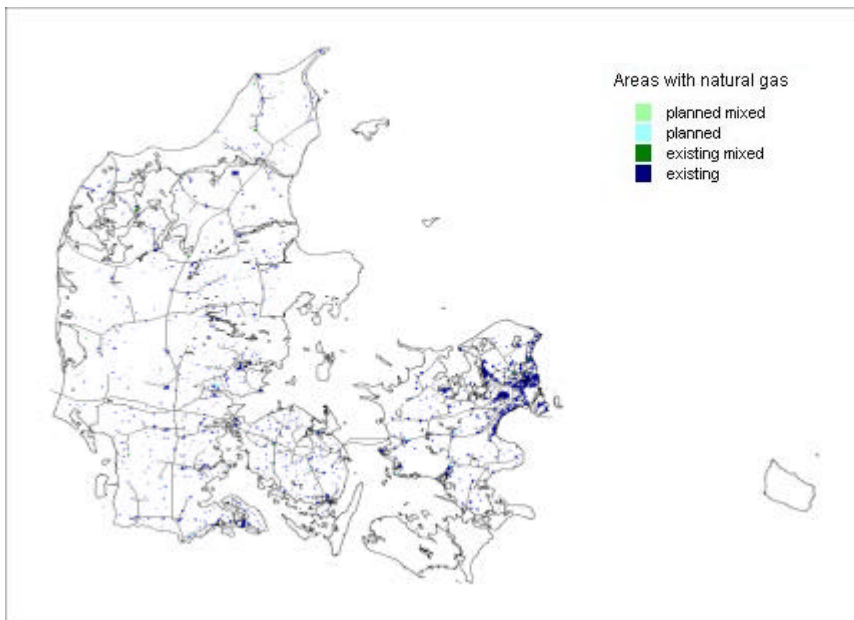 Areas with natural gas
planned mixed
planned
existing mixed
existing